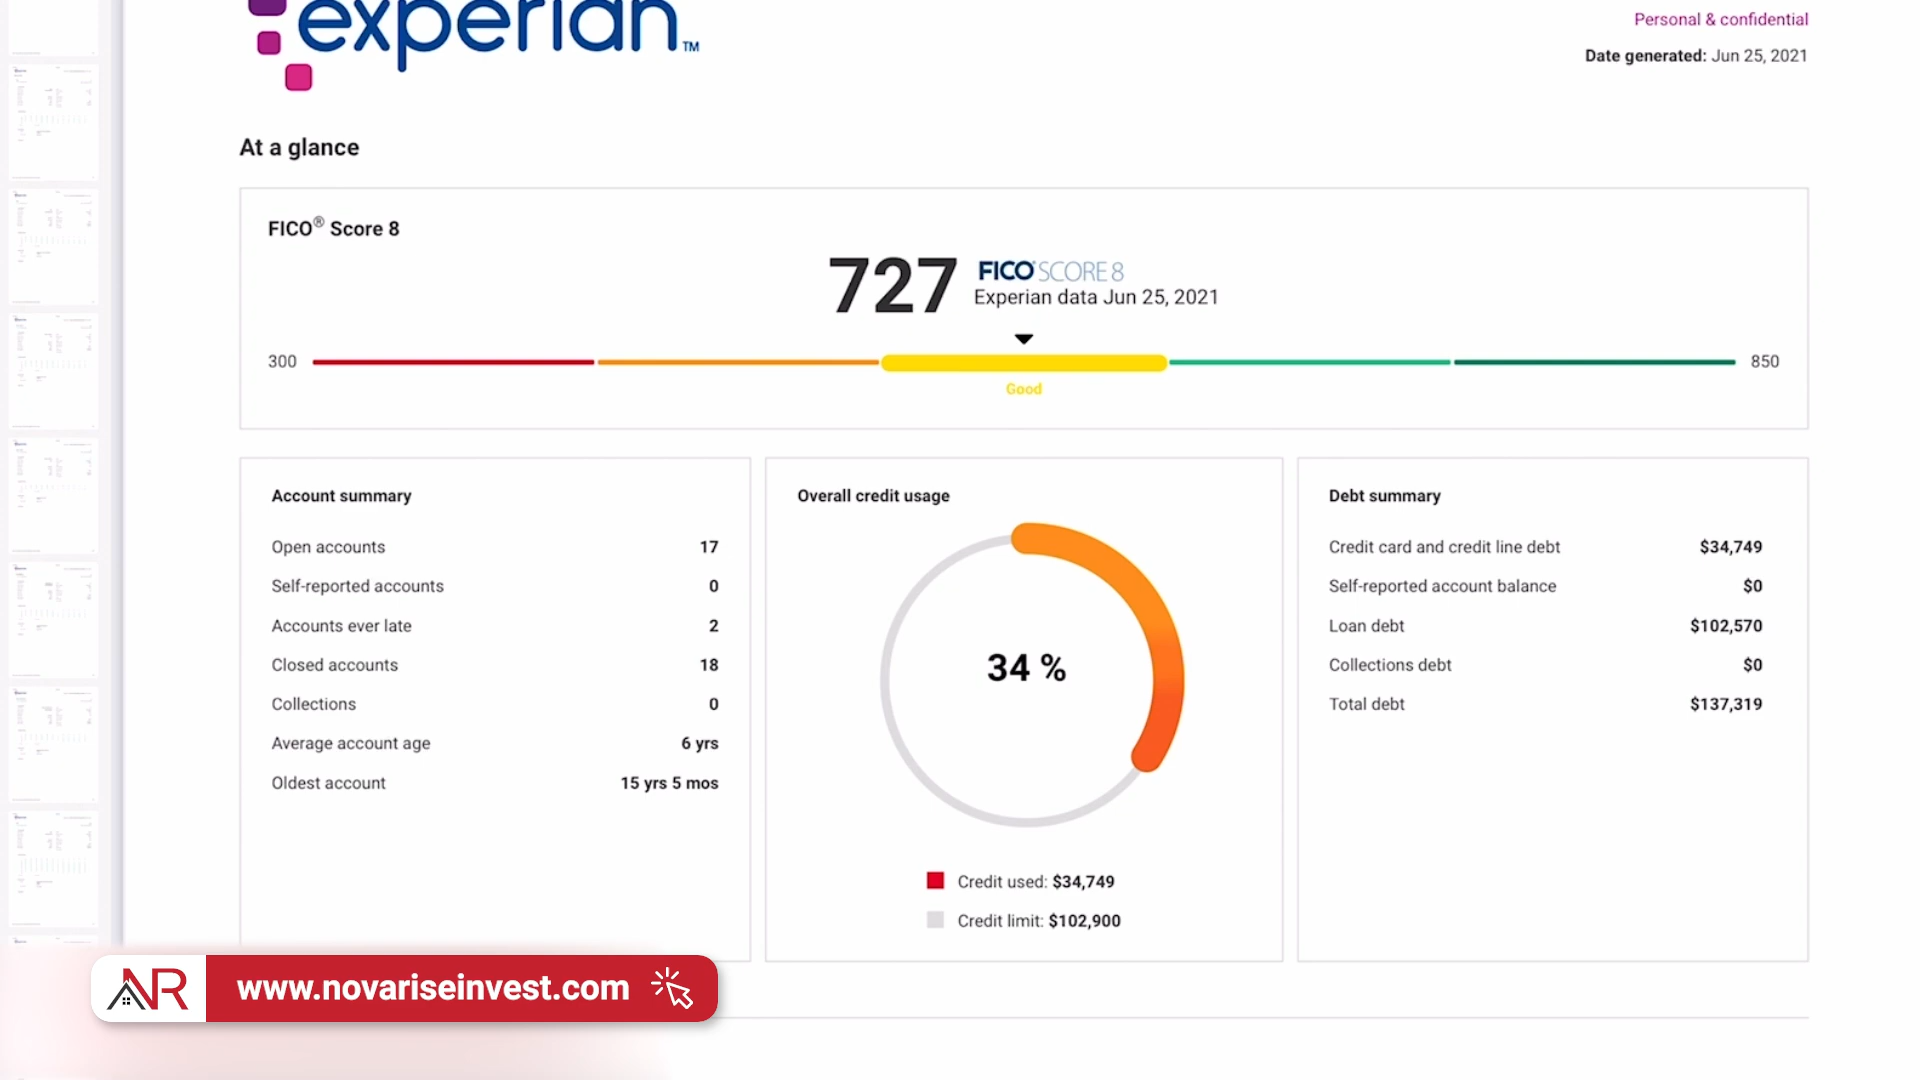 experian™
Personal & confidential
Date generated: Jun 25, 2021
At a glance
FICO® Score 8
727
FICO® SCORE 8
Experian data Jun 25, 2021
300
850
Good
Account summary
Open accounts 17
Self-reported accounts 0
Accounts ever late 2
Closed accounts 18
Collections 0
Average account age 6 yrs
Oldest account 15 yrs 5 mos
Overall credit usage
34 %
Credit used: $34,749
Credit limit: $102,900
Debt summary
Credit card and credit line debt $34,749
Self-reported account balance $0
Loan debt $102,570
Collections debt $0
Total debt $137,319
NR
www.novariseinvest.com